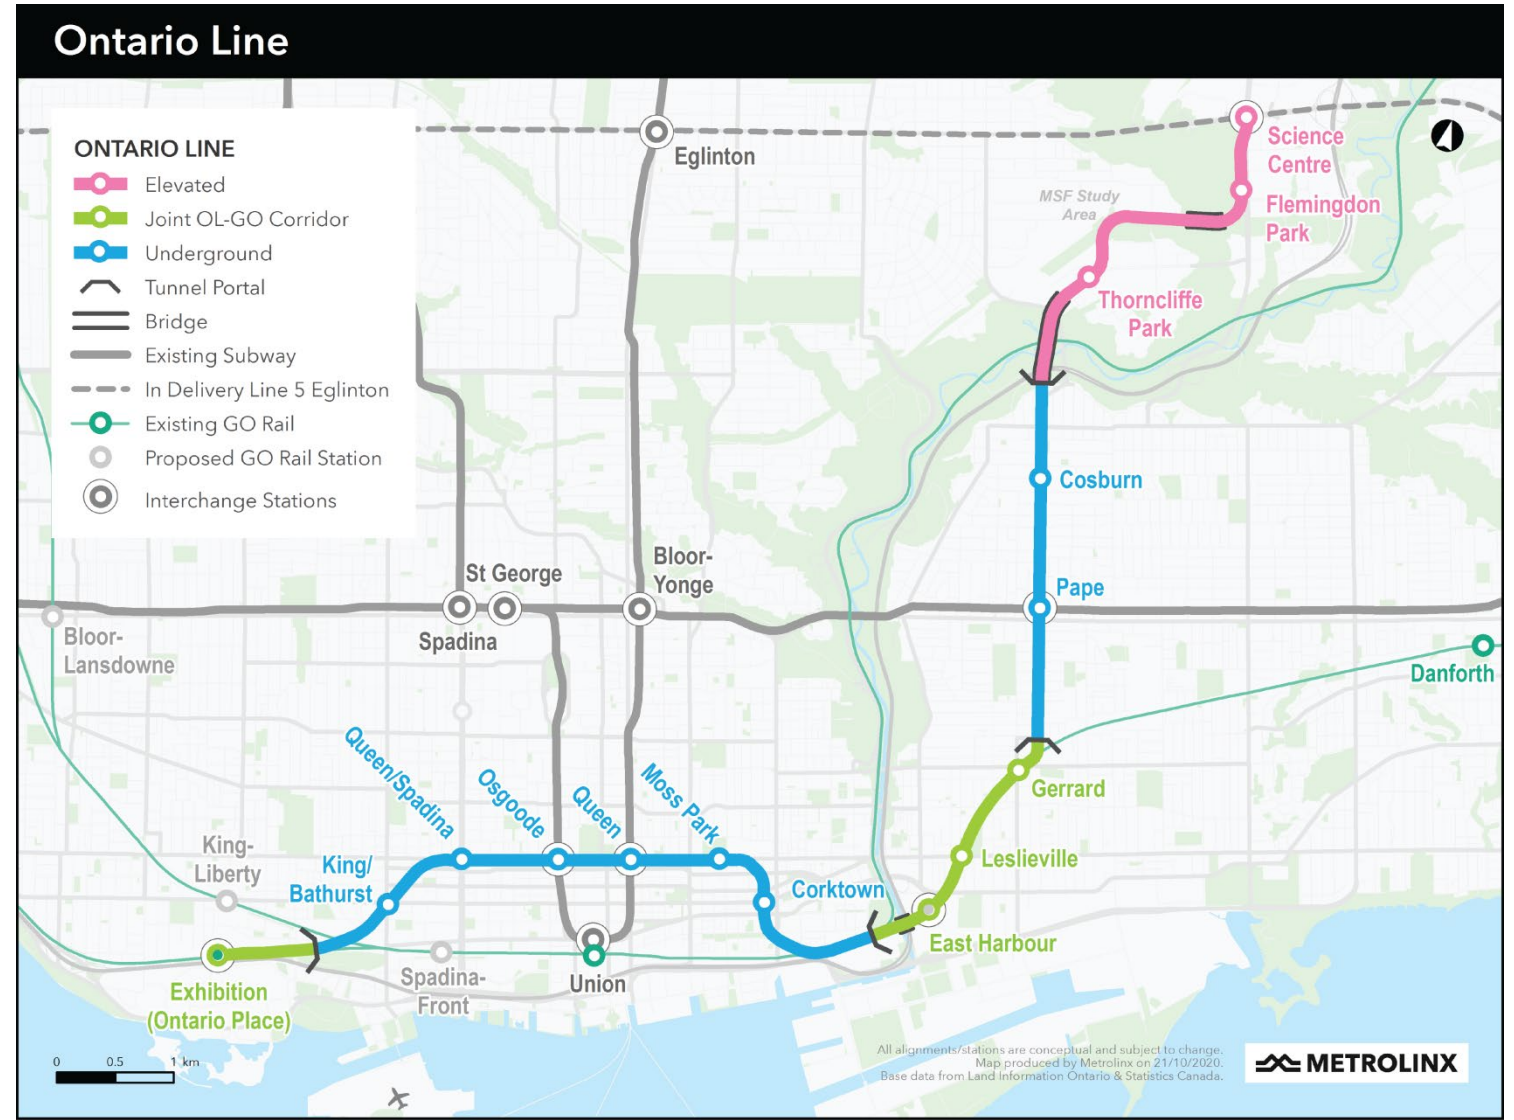 Ontario Line
ONTARIO LINE
Elevated
Joint OL-GO Corridor
Underground
Tunnel Portal
Bridge
Existing Subway
In Delivery Line 5 Eglinton
Existing GO Rail
Proposed GO Rail Station
Interchange Stations
Eglinton
Science
Centre
MSF Study
Area
Flemingdon
Park
Thorncliffe
Park
Cosburn
Bloor-
Yonge
St George
Pape
Spadina
Bloor-
Lansdowne
Danforth
Queen/Spadina
Osgoode
Queen
Moss Park
Gerrard
King-
Liberty
King/
Bathurst
Leslieville
Corktown
East Harbour
Spadina-
Front
Union
Exhibition
(Ontario Place)
0 0.5 1 km
All alignments/stations are conceptual and subject to change.
Map produced by Metrolinx on 21/10/2020.
Base data from Land Information Ontario & Statistics Canada.
METROLINX